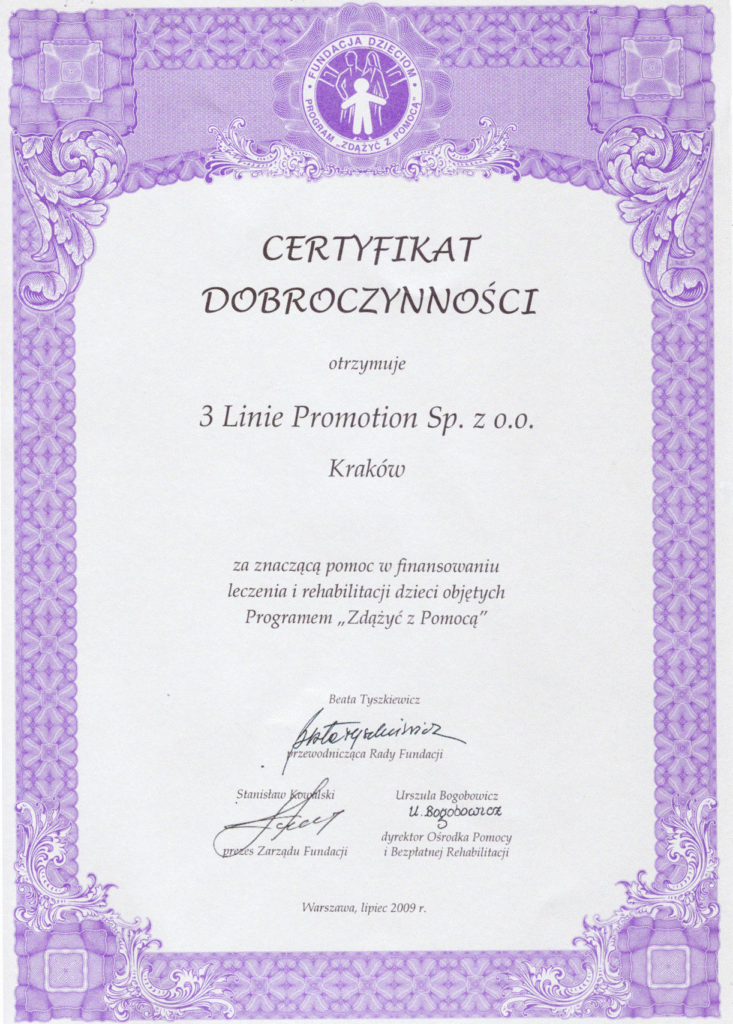 FUNDACJA DZIECIOM
PROGRAM „ZDĄŻYĆ Z POMOCĄ"
CERTYFIKAT
DOBROCZYNNOŚCI
otrzymuje
3 Linie Promotion Sp. z o.o.
Kraków
za znaczącą pomoc w finansowaniu
leczenia i rehabilitacji dzieci objętych
Programem „Zdążyć z Pomocą”
Beata Tyszkiewicz
BeataTyszkiewicz
przewodnicząca Rady Fundacji
Stanisław Kowalski
prezes Zarządu Fundacji
Urszula Bogobowicz
U. Bogobowicz
dyrektor Ośrodka Pomocy
i Bezpłatnej Rehabilitacji
Warszawa, lipiec 2009 r.